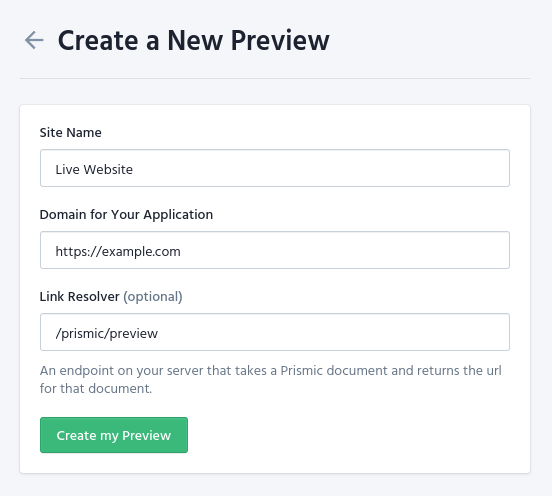 Create a New Preview
Site Name
Live Website
Domain for Your Application
https://example.com
Link Resolver (optional)
/prismic/preview
An endpoint on your server that takes a Prismic document and returns the url
for that document.
Create my Preview